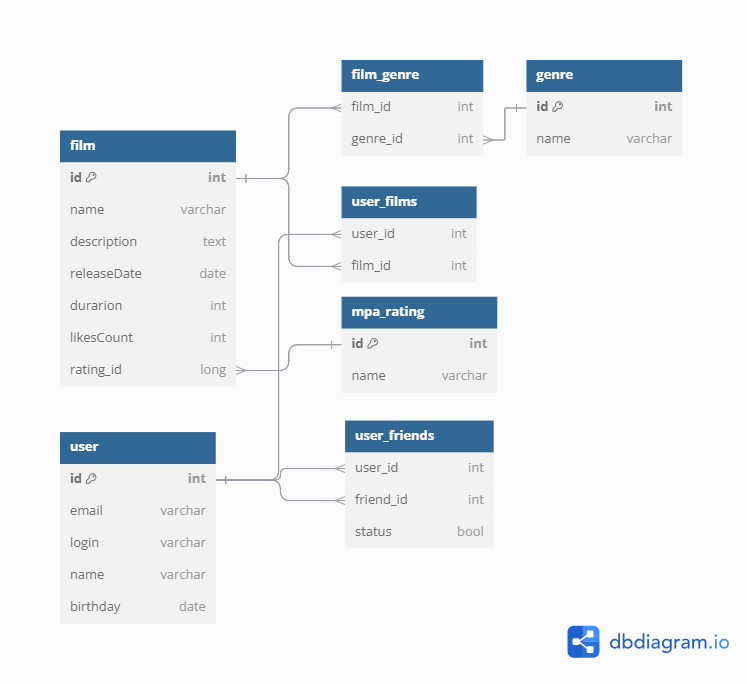 film_genre
film_id int
genre_id int
genre
id int
name varchar
film
id int
name varchar
description text
releaseDate date
durarion int
likesCount int
rating_id long
user_films
user_id int
film_id int
mpa_rating
id int
name varchar
user
id int
email varchar
login varchar
name varchar
birthday date
user_friends
user_id int
friend_id int
status bool
dbdiagram.io